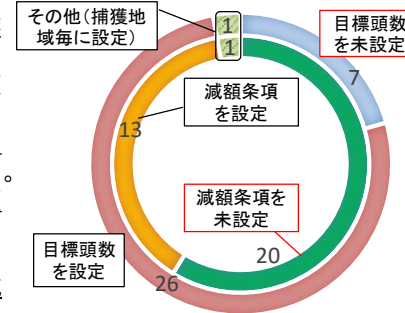 その他(捕獲地
域毎に設定)
1
1
目標頭数
を未設定
7
減額条項
を設定
13
減額条項を
未設定
20
目標頭数
を設定
26
。